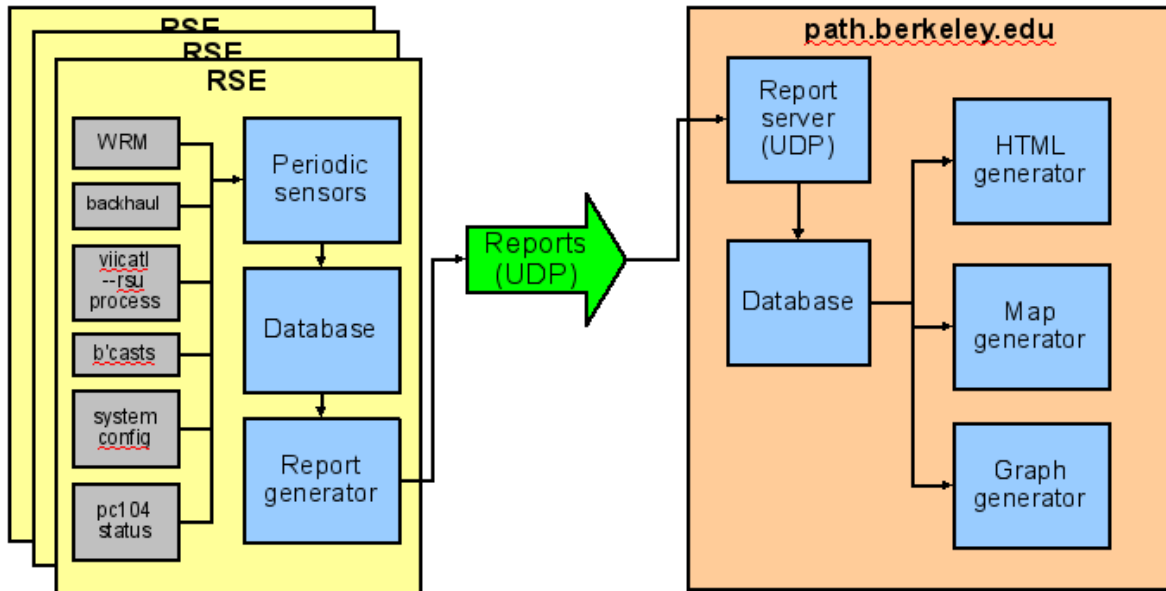 RSE
RSE
RSE
WRM
backhaul
viicatl
--rsu
process
b'casts
system
config
pc104
status
Periodic
sensors
Database
Report
generator
Reports
(UDP)
path.berkeley.edu
Report
server
(UDP)
Database
HTML
generator
Map
generator
Graph
generator